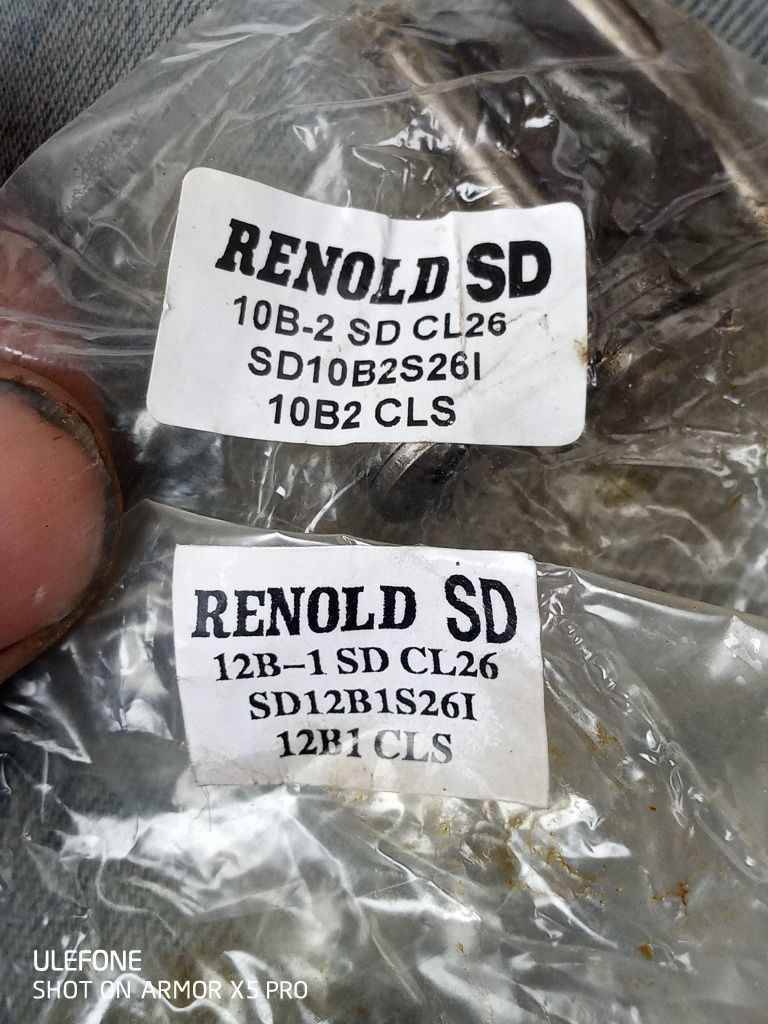 RENOLD SD
10B-2 SD CL26
SD10B2S26I
10B2 CLS
RENOLD SD
12B-1 SD CL26
SD12B1S26I
12B1 CLS
ULEFONE
SHOT ON ARMOR X5 PRO